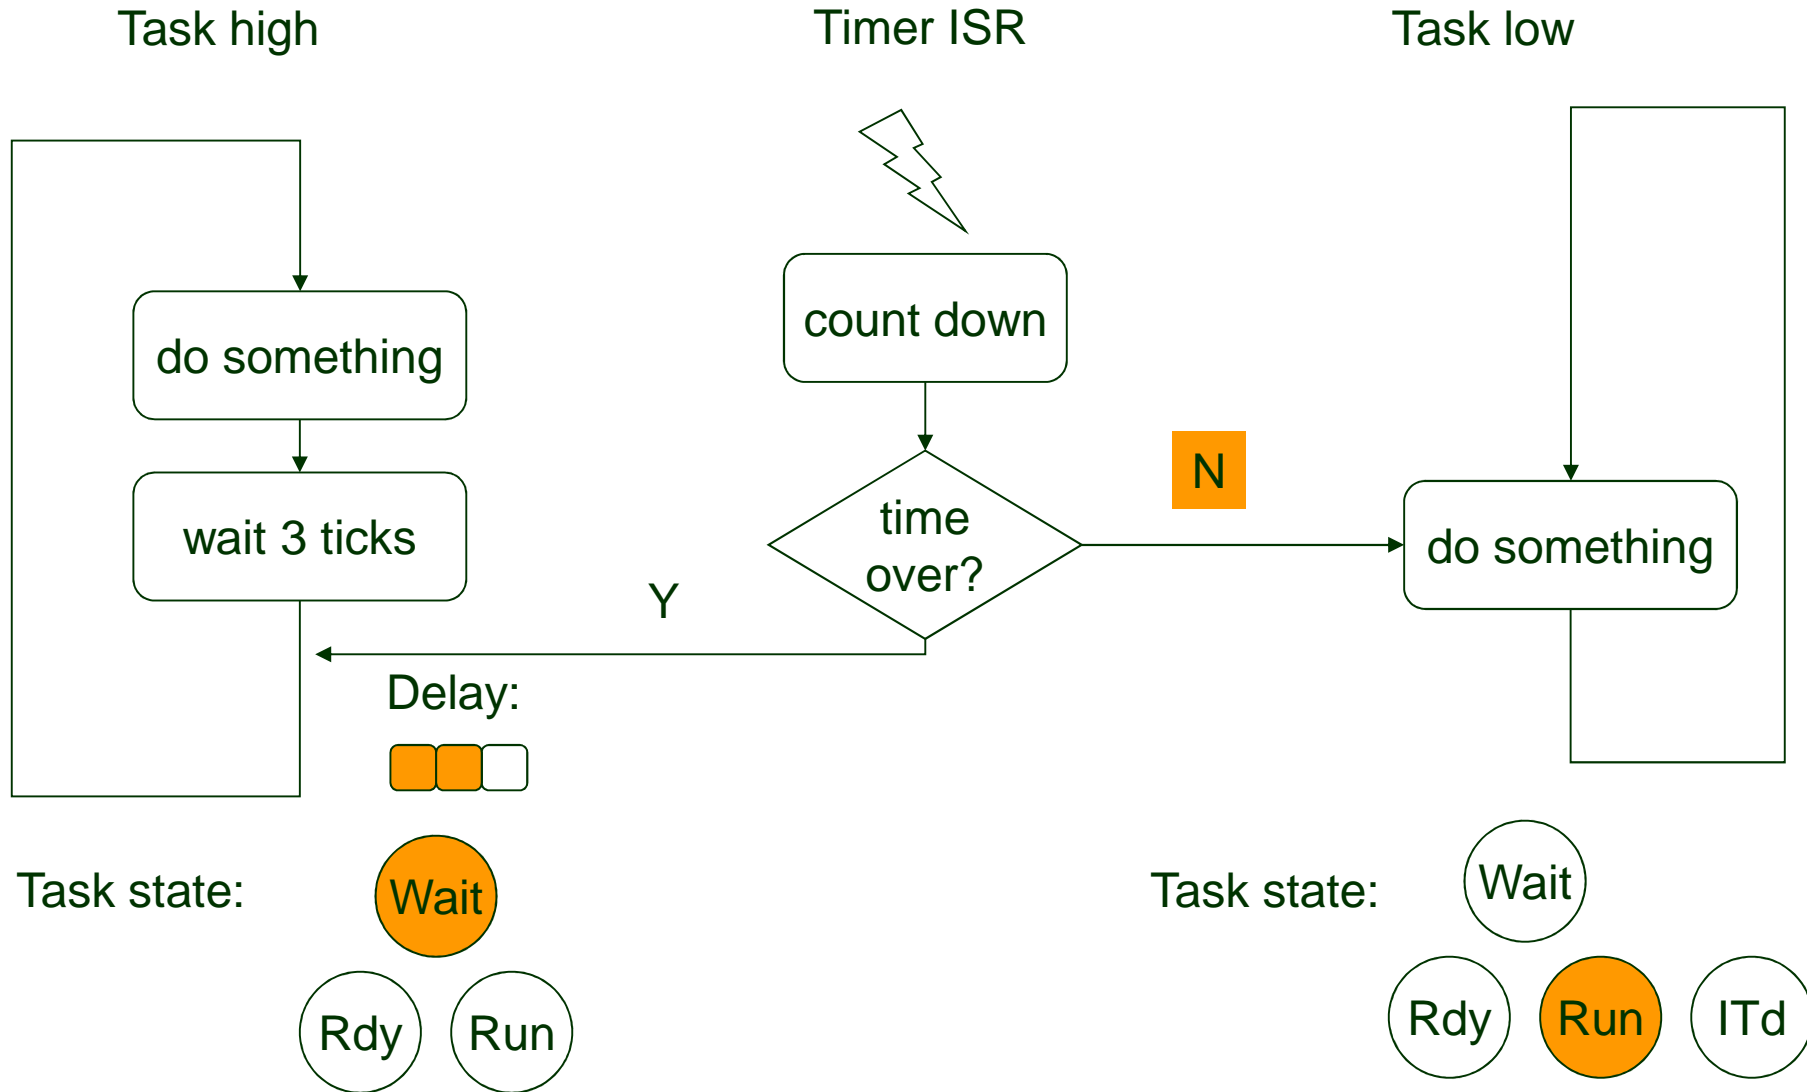 Task high
Timer ISR
Task low
do something
wait 3 ticks
count down
time
over?
Y
N
do something
Delay:
Task state:
Wait
Rdy
Run
Task state:
Wait
Rdy
Run
ITd